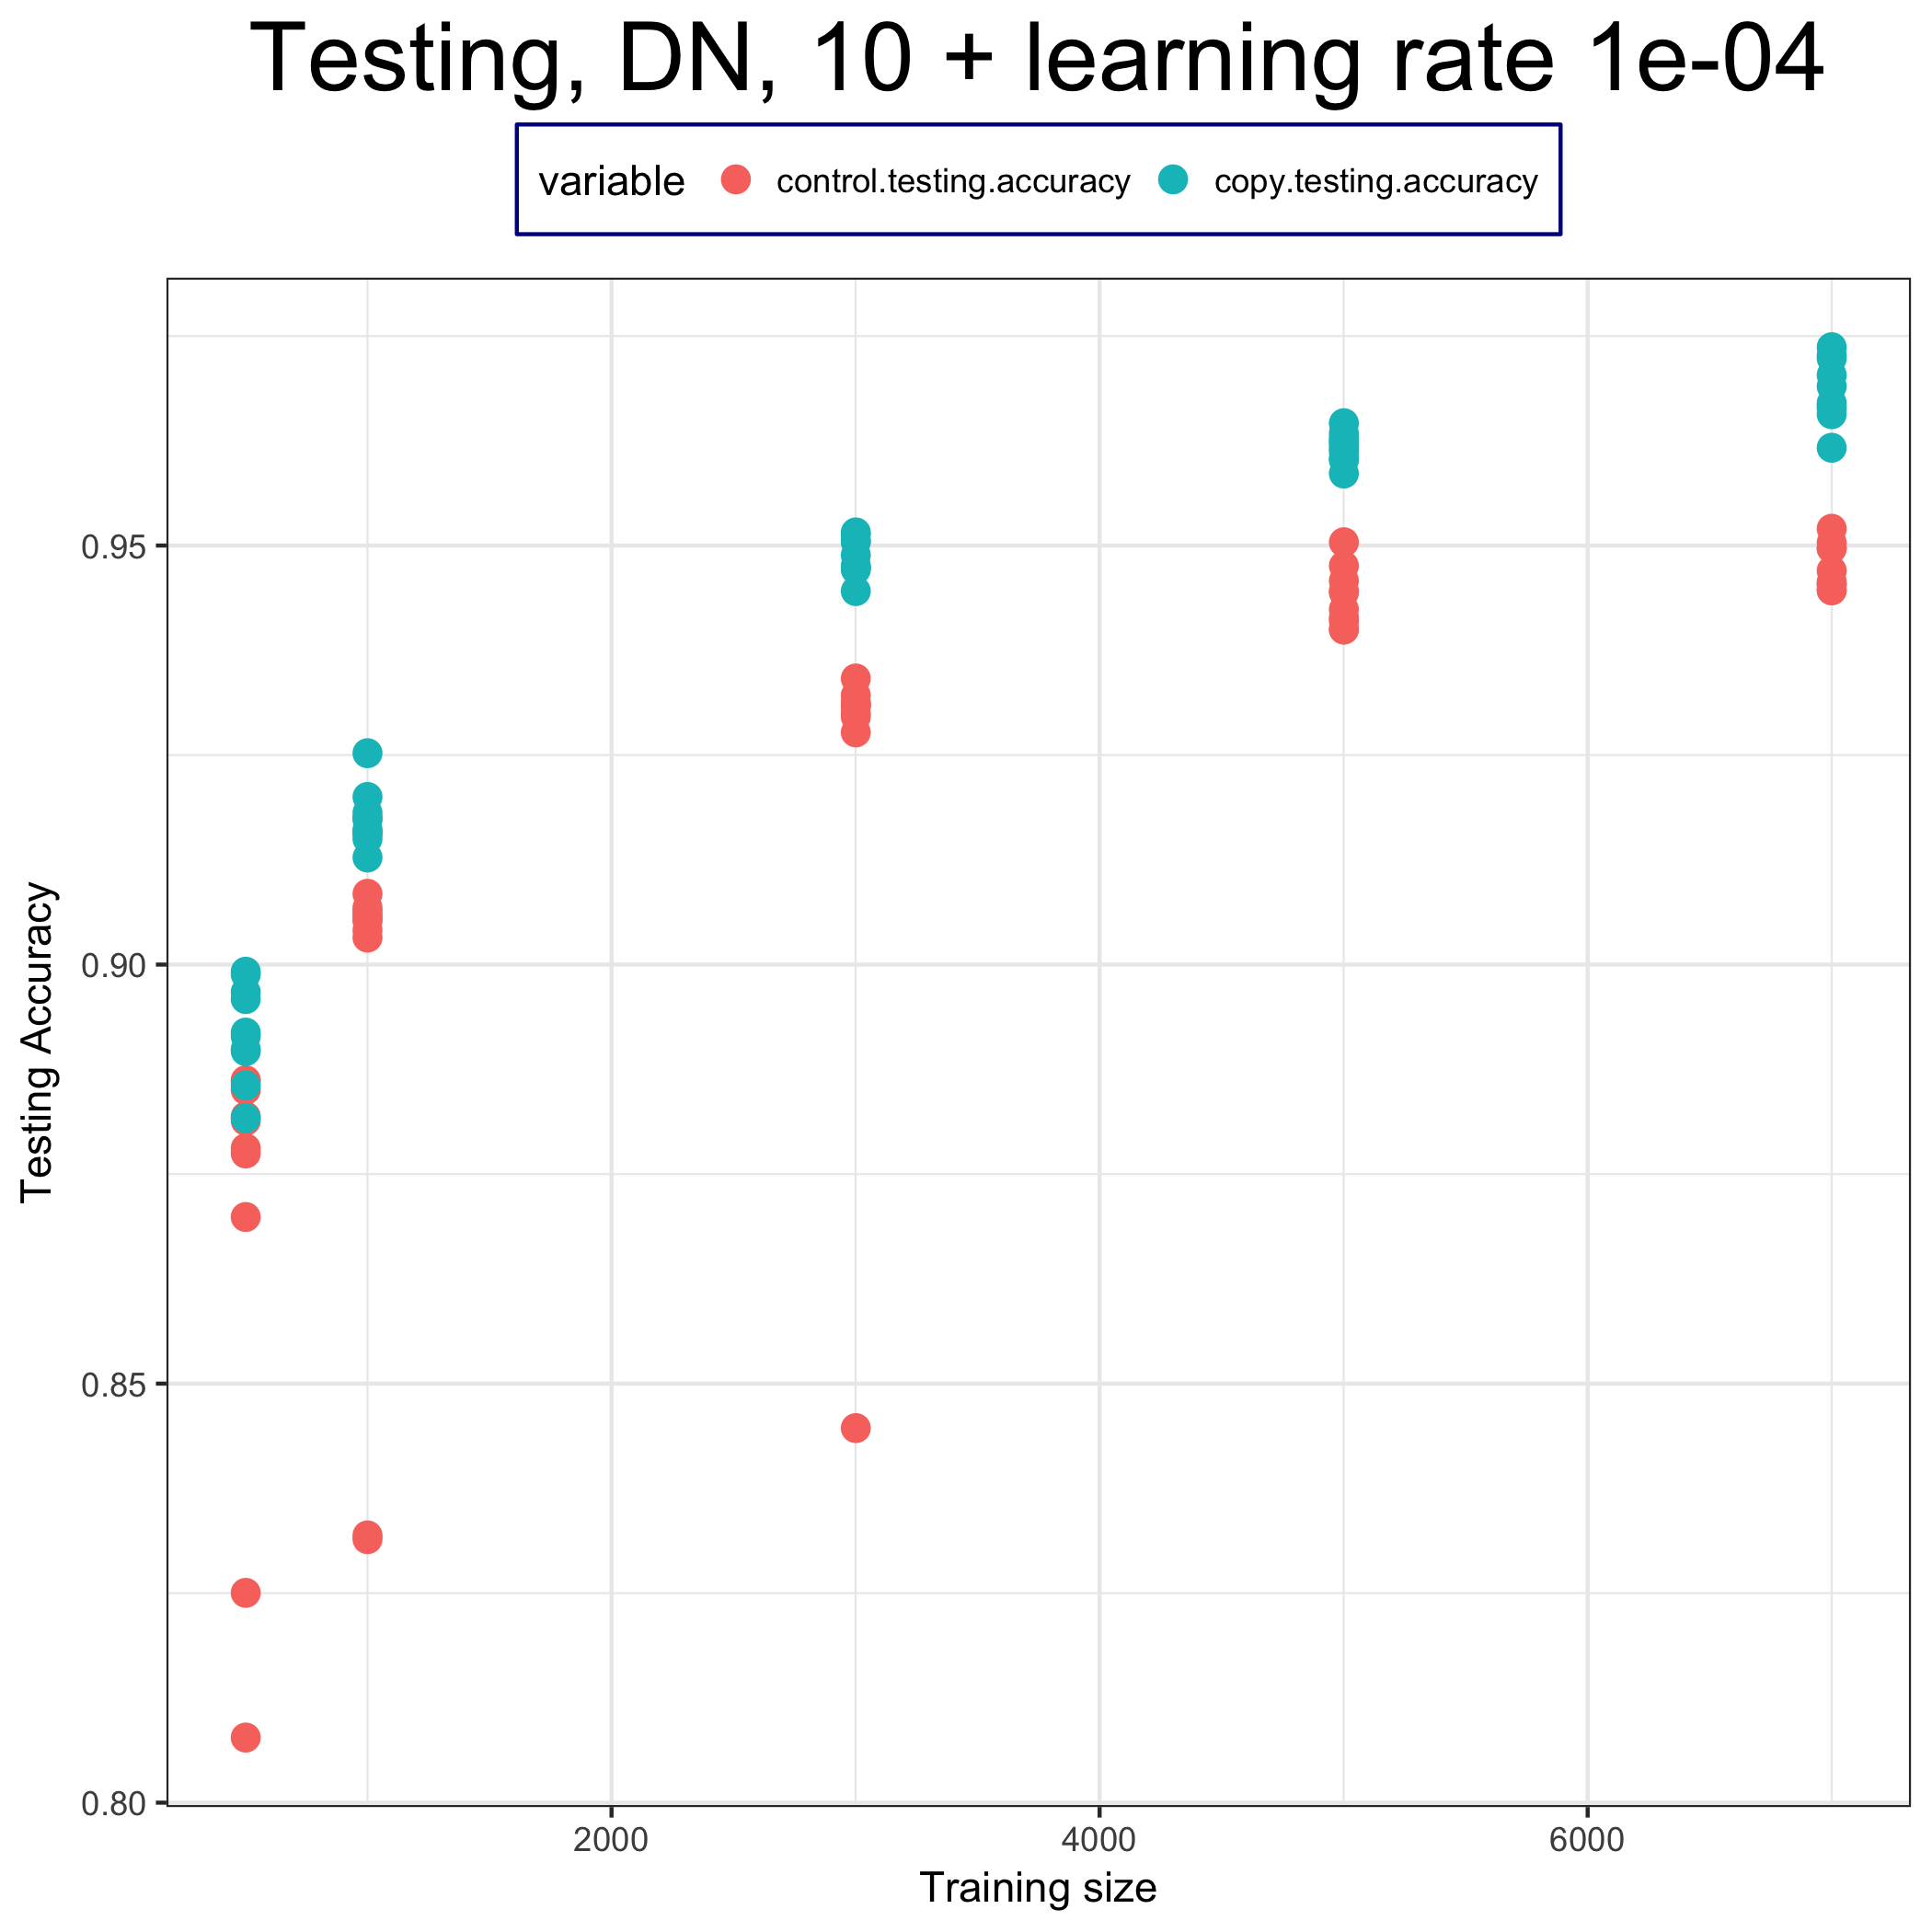 Testing, DN, 10 + learning rate 1e-04
variable control.testing.accuracy copy.testing.accuracy
Testing Accuracy
0.95
0.90
0.85
0.80
2000 4000 6000
Training size